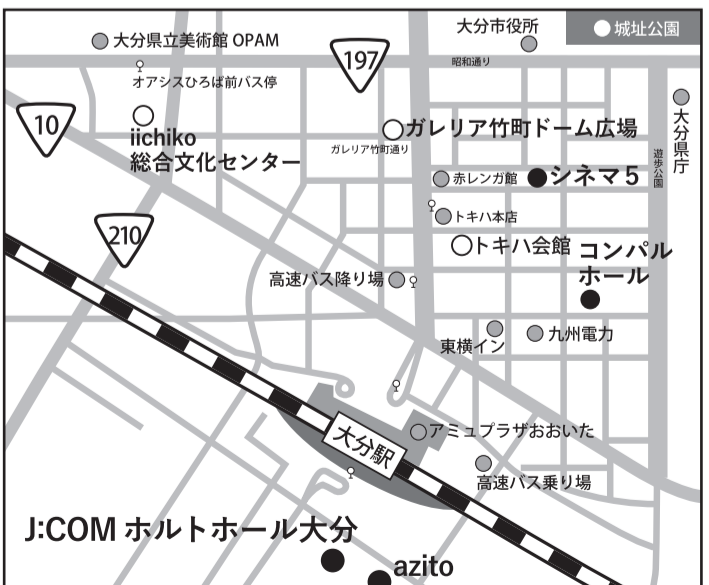 大分市役所
城址公園
大分県立美術館 OPAM
197
昭和通り
オアシスひろば前バス停
10
iichiko
総合文化センター
ガレリア竹町ドーム広場
ガレリア竹町通り
大分県庁
遊歩公園
赤レンガ館
シネマ5
トキハ本店
210
トキハ会館
コンパル
ホール
高速バス降り場
東横イン
九州電力
大分駅
アミュプラザおおいた
高速バス乗り場
J:COM ホルトホール大分
azito